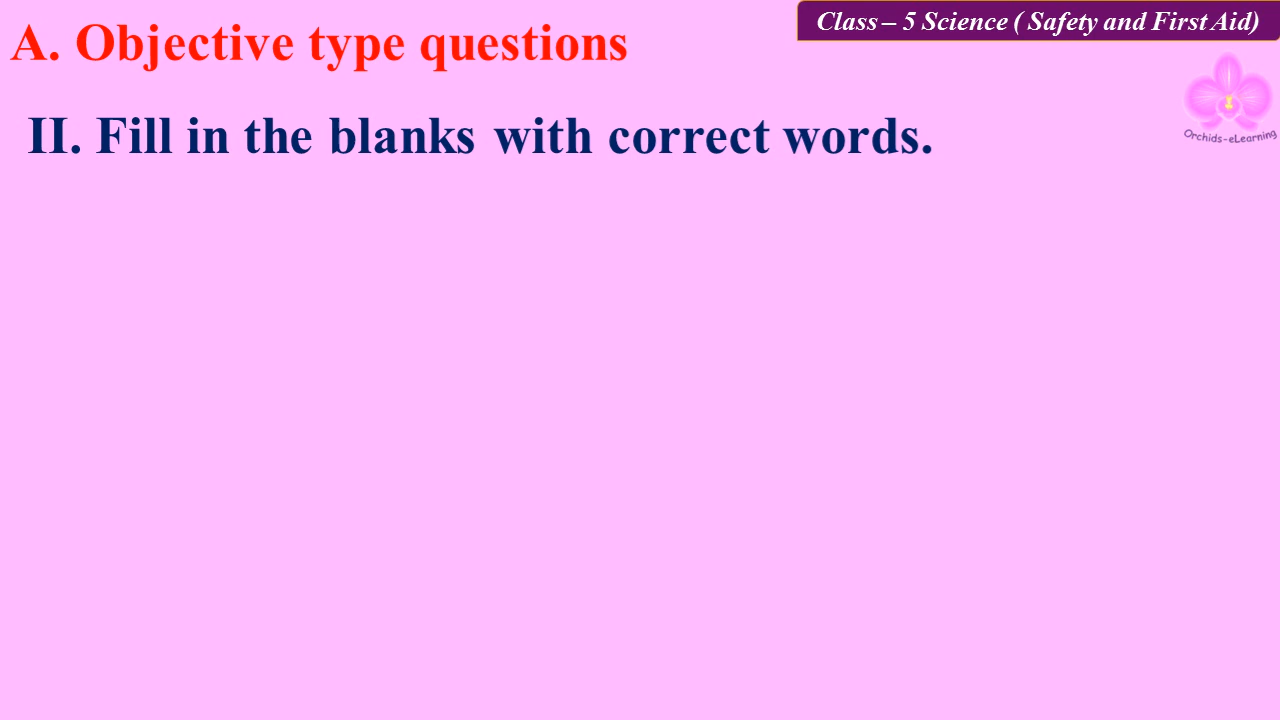 Class – 5 Science ( Safety and First Aid)
A. Objective type questions
Orchids-eLearning
II. Fill in the blanks with correct words.